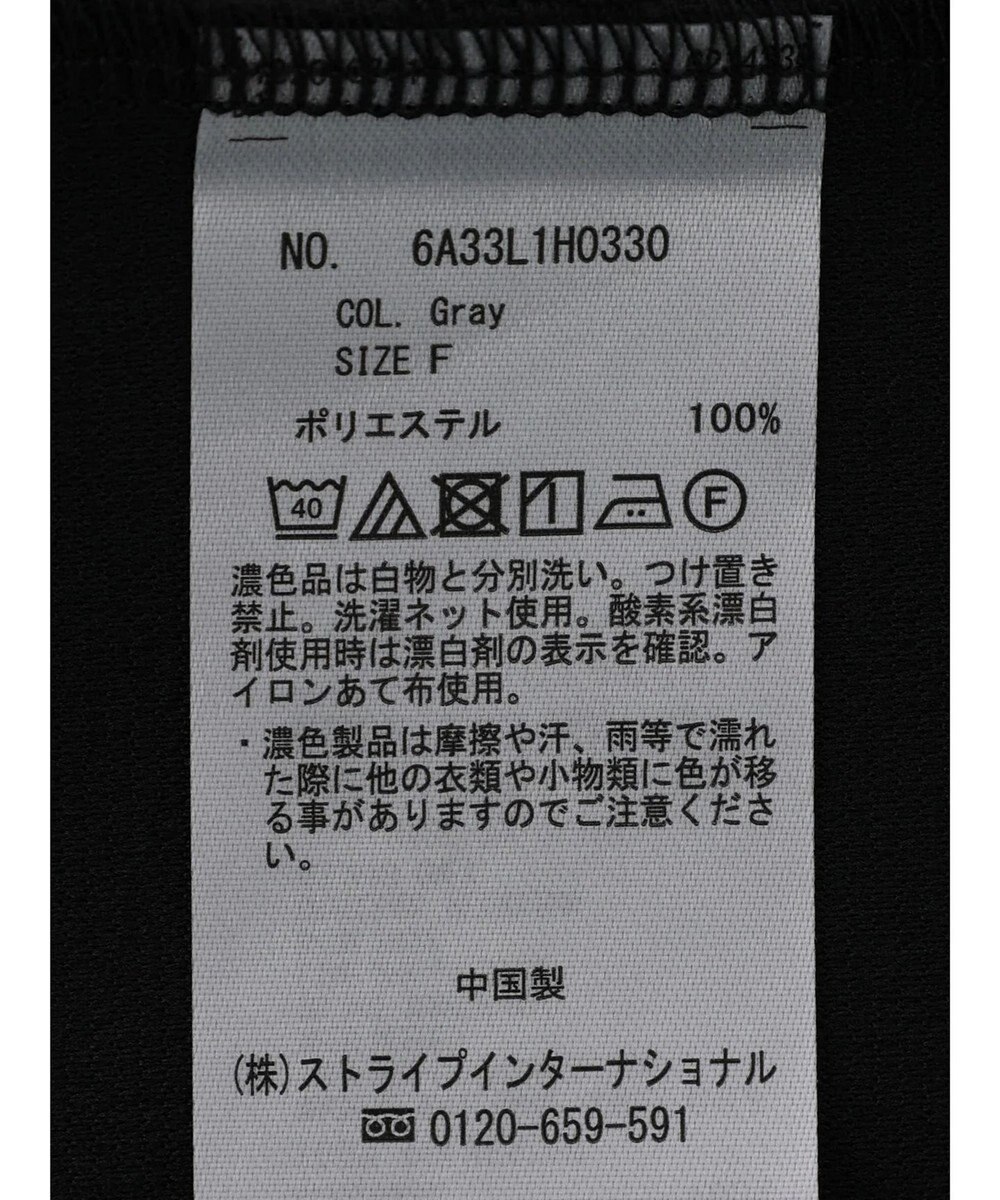 NO. 6A33L1H0330
COL. Gray
SIZE F
ポリエステル 100%
40 F
濃色品は白物と分別洗い。つけ置き
禁止。洗濯ネット使用。酸素系漂白
剤使用時は漂白剤の表示を確認。ア
イロンあて布使用。
・濃色製品は摩擦や汗、雨等で濡れ
た際に他の衣類や小物類に色が移
る事がありますのでご注意くださ
い。
中国製
(株)ストライプインターナショナル
0120-659-591